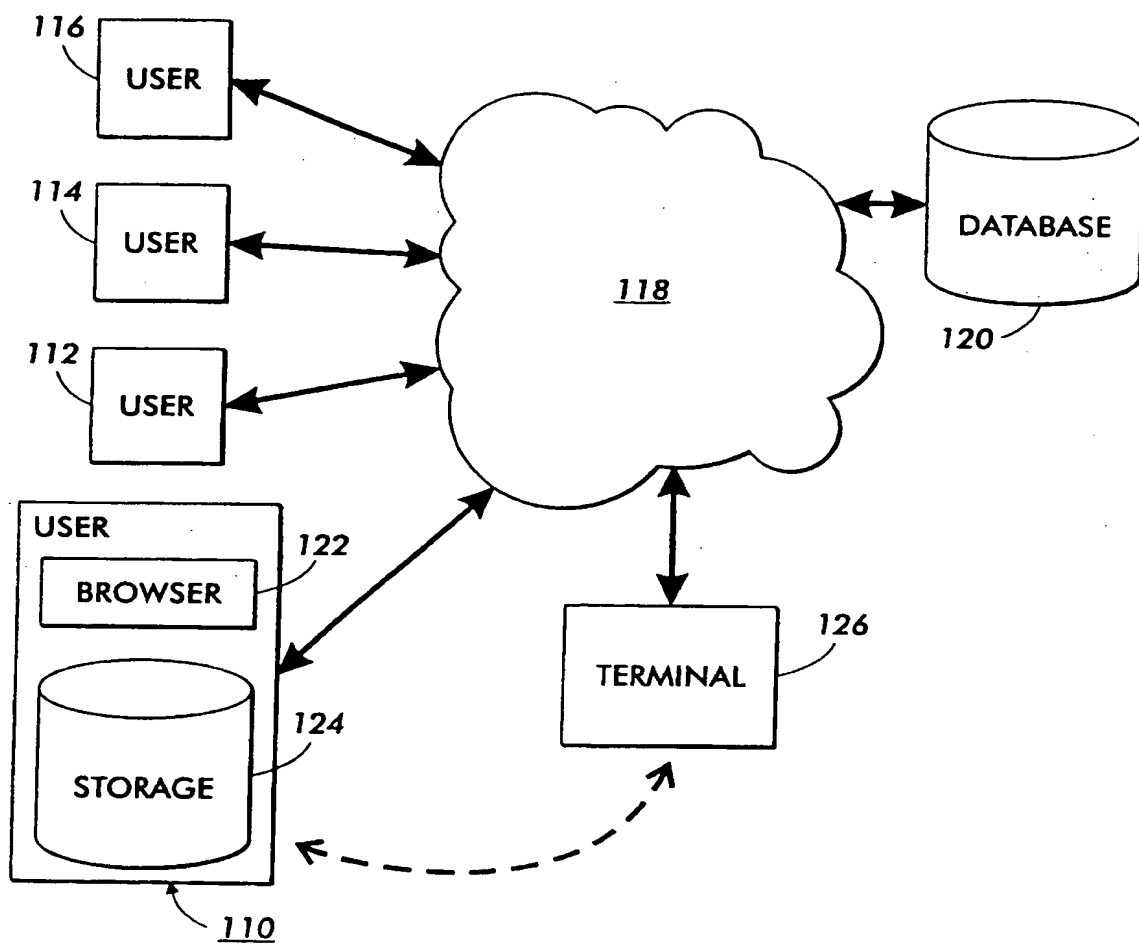 116
USER
114
USER
112
USER
118
DATABASE
120
USER
122
BROWSER
124
STORAGE
110
126
TERMINAL